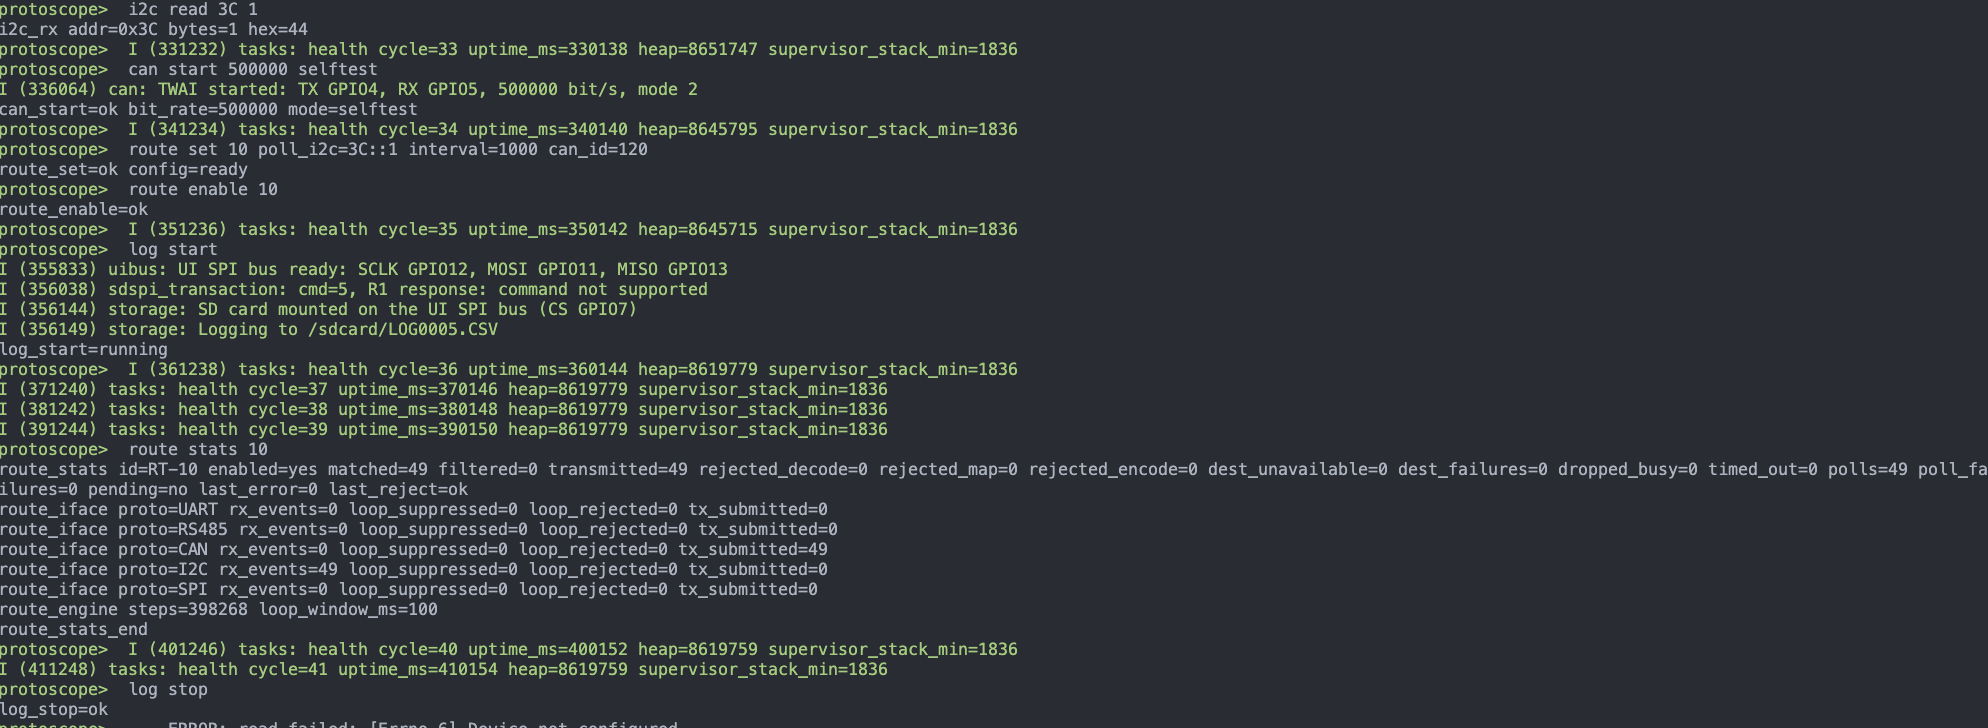 protoscope>  i2c read 3C 1
i2c_rx addr=0x3C bytes=1 hex=44
protoscope>  I (331232) tasks: health cycle=33 uptime_ms=330138 heap=8651747 supervisor_stack_min=1836
protoscope>  can start 500000 selftest
I (336064) can: TWAI started: TX GPIO4, RX GPIO5, 500000 bit/s, mode 2
can_start=ok bit_rate=500000 mode=selftest
protoscope>  I (341234) tasks: health cycle=34 uptime_ms=340140 heap=8645795 supervisor_stack_min=1836
protoscope>  route set 10 poll_i2c=3C::1 interval=1000 can_id=120
route_set=ok config=ready
protoscope>  route enable 10
route_enable=ok
protoscope>  I (351236) tasks: health cycle=35 uptime_ms=350142 heap=8645715 supervisor_stack_min=1836
protoscope>  log start
I (355833) uibus: UI SPI bus ready: SCLK GPIO12, MOSI GPIO11, MISO GPIO13
I (356038) sdspi_transaction: cmd=5, R1 response: command not supported
I (356144) storage: SD card mounted on the UI SPI bus (CS GPIO7)
I (356149) storage: Logging to /sdcard/LOG0005.CSV
log_start=running
protoscope>  I (361238) tasks: health cycle=36 uptime_ms=360144 heap=8619779 supervisor_stack_min=1836
I (371240) tasks: health cycle=37 uptime_ms=370146 heap=8619779 supervisor_stack_min=1836
I (381242) tasks: health cycle=38 uptime_ms=380148 heap=8619779 supervisor_stack_min=1836
I (391244) tasks: health cycle=39 uptime_ms=390150 heap=8619779 supervisor_stack_min=1836
protoscope>  route stats 10
route_stats id=RT-10 enabled=yes matched=49 filtered=0 transmitted=49 rejected_decode=0 rejected_map=0 rejected_encode=0 dest_unavailable=0 dest_failures=0 dropped_busy=0 timed_out=0 polls=49 poll_fa
ilures=0 pending=no last_error=0 last_reject=ok
route_iface proto=UART rx_events=0 loop_suppressed=0 loop_rejected=0 tx_submitted=0
route_iface proto=RS485 rx_events=0 loop_suppressed=0 loop_rejected=0 tx_submitted=0
route_iface proto=CAN rx_events=0 loop_suppressed=0 loop_rejected=0 tx_submitted=49
route_iface proto=I2C rx_events=49 loop_suppressed=0 loop_rejected=0 tx_submitted=0
route_iface proto=SPI rx_events=0 loop_suppressed=0 loop_rejected=0 tx_submitted=0
route_engine steps=398268 loop_window_ms=100
route_stats_end
protoscope>  I (401246) tasks: health cycle=40 uptime_ms=400152 heap=8619759 supervisor_stack_min=1836
I (411248) tasks: health cycle=41 uptime_ms=410154 heap=8619759 supervisor_stack_min=1836
protoscope>  log stop
log_stop=ok
protoscope>      ERROR: read failed: [Errno 6] Device not configured